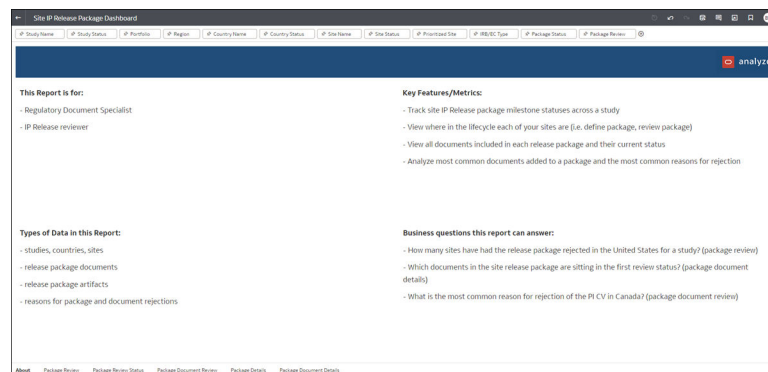 Site IP Release Package Dashboard
Study Name
Study Status
Portfolio
Region
Country Name
Country Status
Site Name
Site Status
Prioritized Site
IRB/EC Type
Package Status
Package Review
analyze
This Report is for:
- Regulatory Document Specialist
- IP Release reviewer
Key Features/Metrics:
- Track site IP Release package milestone statuses across a study
- View where in the lifecycle each of your sites are (i.e. define package, review package)
- View all documents included in each release package and their current status
- Analyze most common documents added to a package and the most common reasons for rejection
Types of Data in this Report:
- studies, countries, sites
- release package documents
- release package artifacts
- reasons for package and document rejections
Business questions this report can answer:
- How many sites have had the release package rejected in the United States for a study? (package review)
- Which documents in the site release package are sitting in the first review status? (package document
details)
- What is the most common reason for rejection of the PI CV in Canada? (package document review)
About
Package Review
Package Review Status
Package Document Review
Package Details
Package Document Details